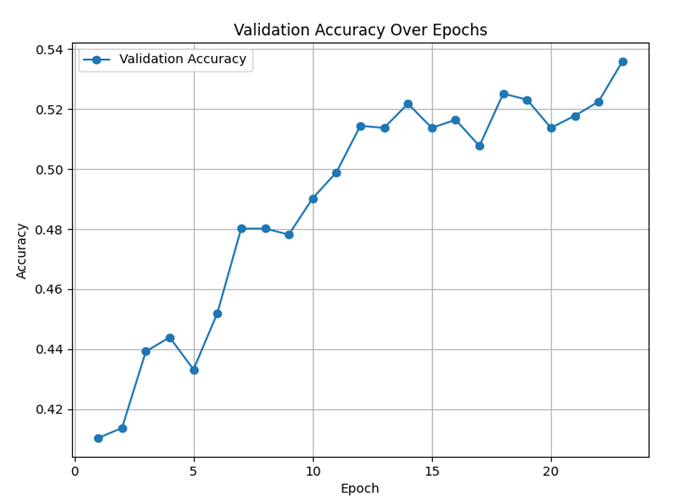 Validation Accuracy Over Epochs
Validation Accuracy
0.54
0.52
0.50
0.48
0.46
0.44
0.42
Accuracy
0 5 10 15 20
Epoch